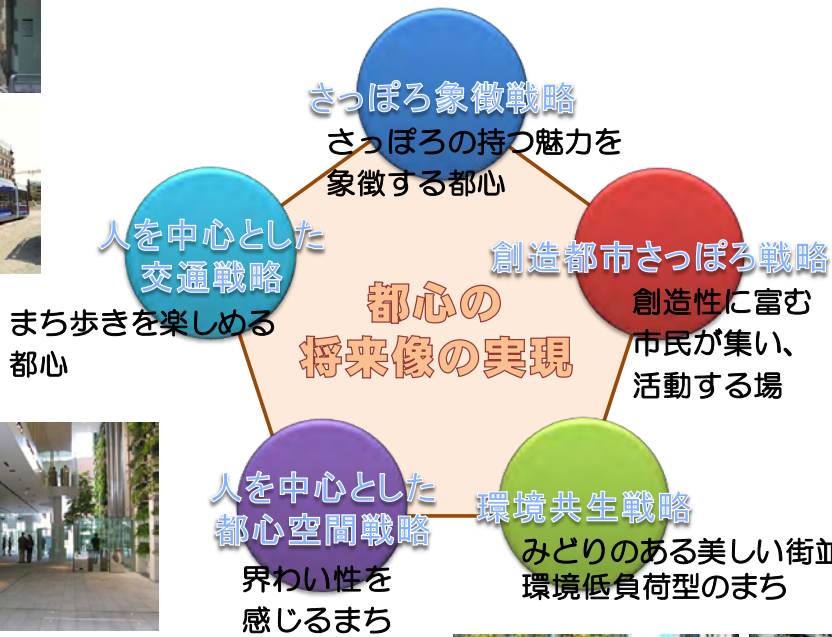 さっぽろ象徴戦略
さっぽろの持つ魅力を
象徴する都心
人を中心とした
交通戦略
まち歩きを楽しめる
都心
創造都市さっぽろ戦略
創造性に富む
市民が集い、
活動する場
都心の
将来像の実現
人を中心とした
都心空間戦略
界わい性を
感じるまち
環境共生戦略
みどりのある美しい街並
環境低負荷型のまち